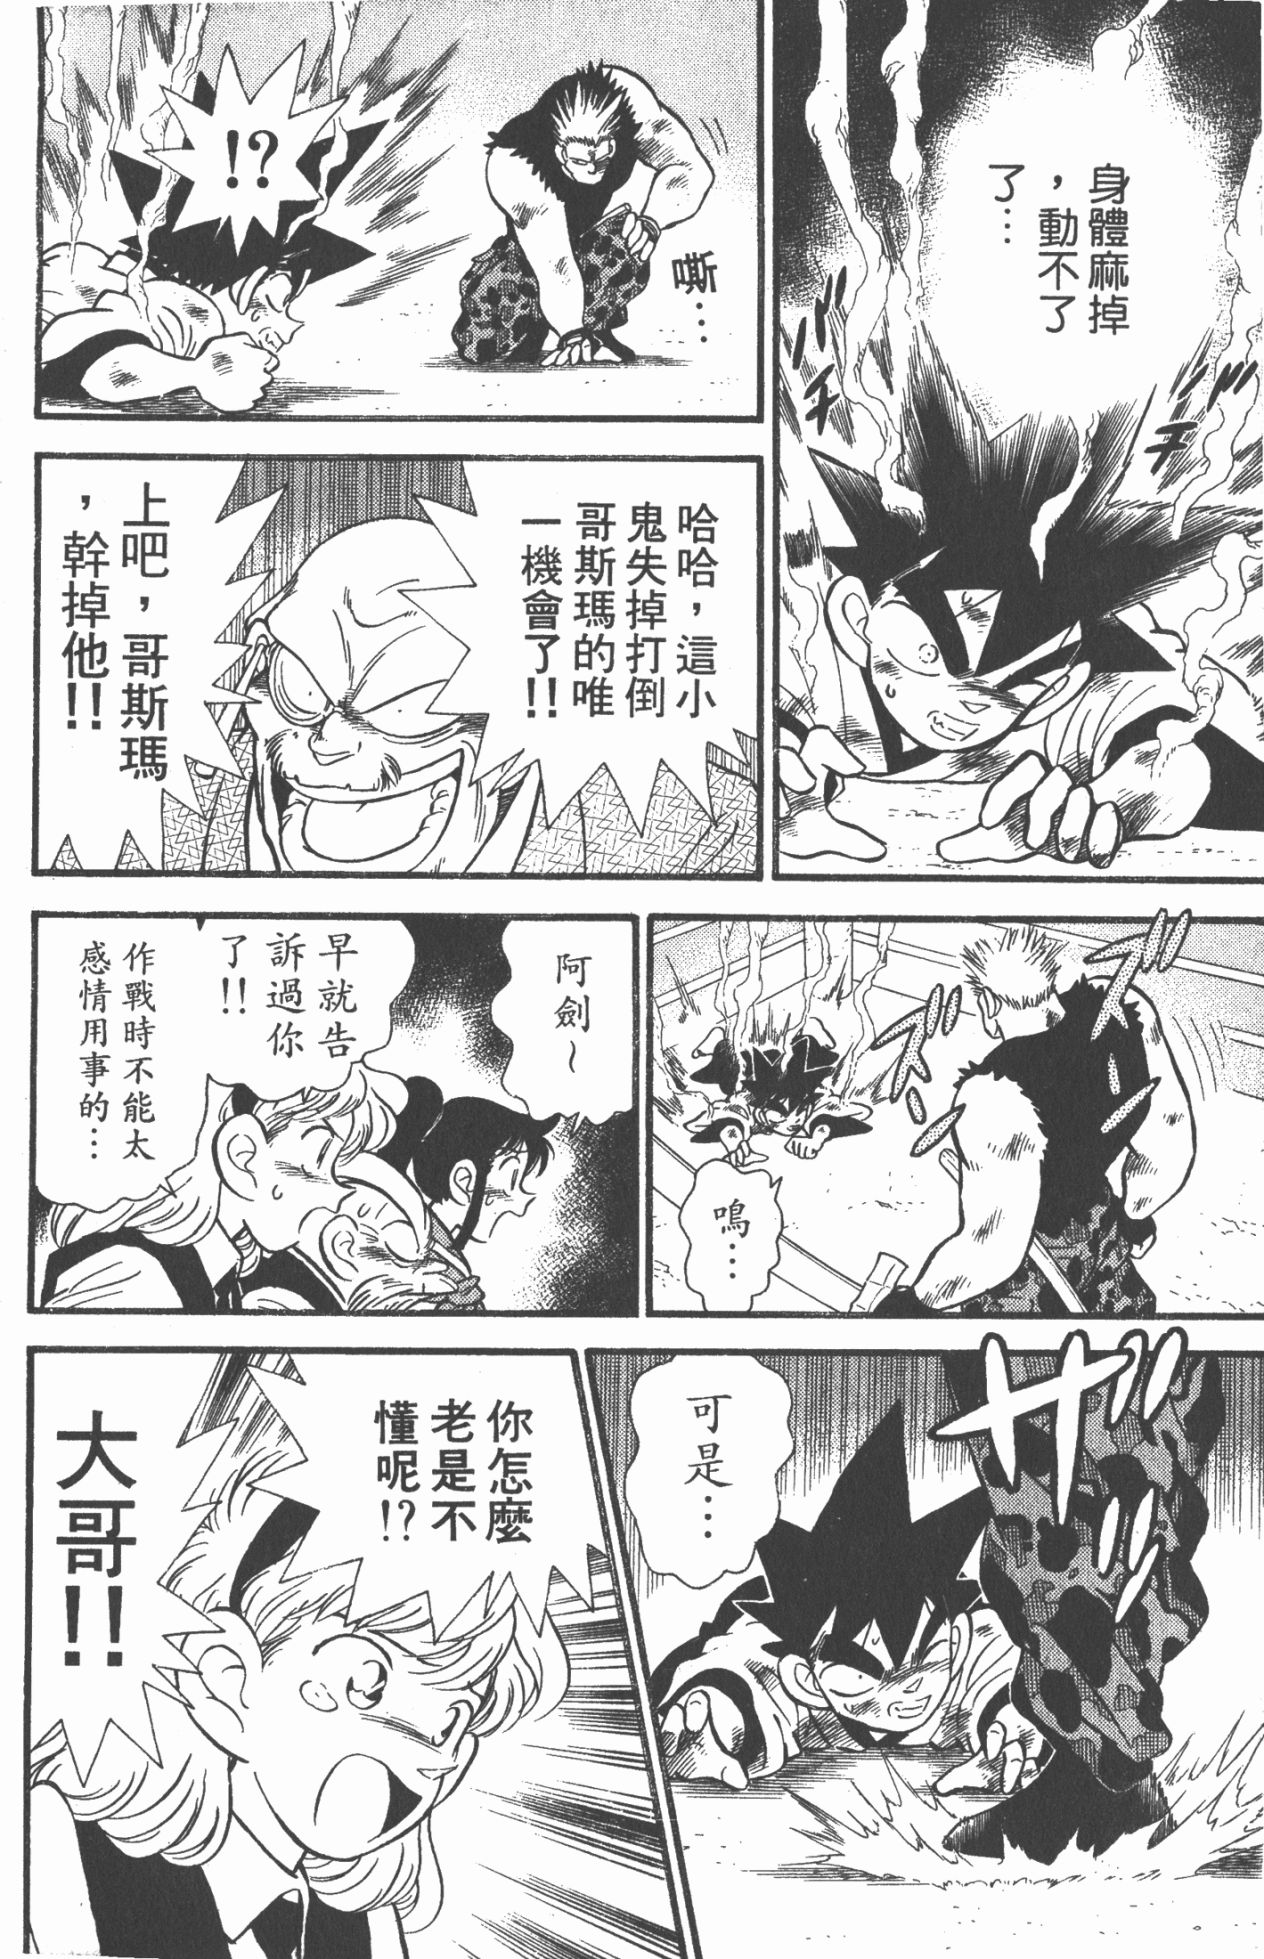 身體麻掉
，動不了
了…
!?
嘶…
哈哈，這小
鬼失掉打倒
哥斯瑪的唯
一機會了!!
上吧，哥斯瑪
，幹掉他!!
嗚…
阿劍~
早就告
訴過你
了!!
作戰時不能太
感情用事的…
可是…
你怎麼
老是不
懂呢!?
大哥!!